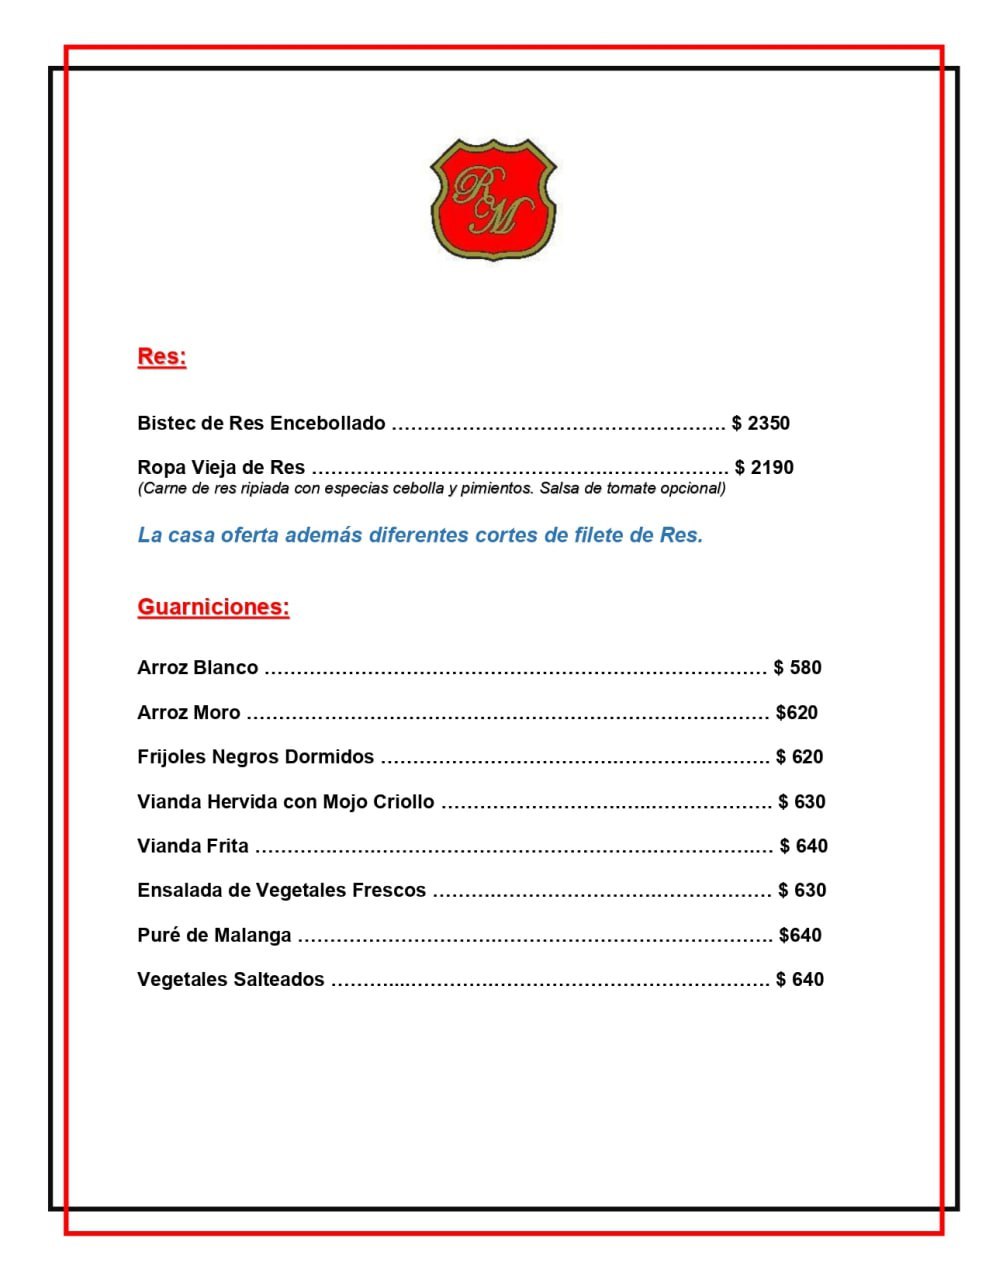 RM
Res:
Bistec de Res Encebollado ……………………………………………. $ 2350
Ropa Vieja de Res ………………………………………………………. $ 2190
(Carne de res ripiada con especias cebolla y pimientos. Salsa de tomate opcional)
La casa oferta además diferentes cortes de filete de Res.
Guarniciones:
Arroz Blanco …………………………………………………………………… $ 580
Arroz Moro ………………………………………………………………………. $620
Frijoles Negros Dormidos ……………………………….…………..………. $ 620
Vianda Hervida con Mojo Criollo ……………………….…..………………. $ 630
Vianda Frita ………….………………………………………….…………….… $ 640
Ensalada de Vegetales Frescos …………………………………………… $ 630
Puré de Malanga ………………………….……………………………………. $640
Vegetales Salteados ………....………….……………………………………. $ 640